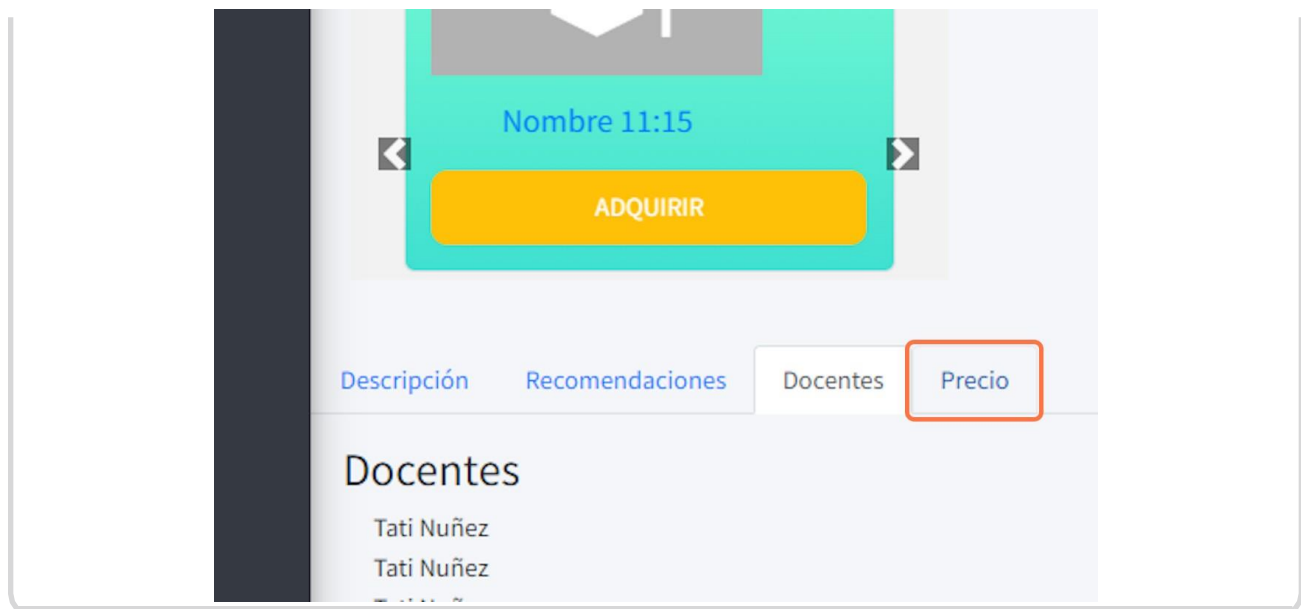 Nombre 11:15
ADQUIRIR
Descripción Recomendaciones Docentes Precio
Docentes
Tati Nuñez
Tati Nuñez